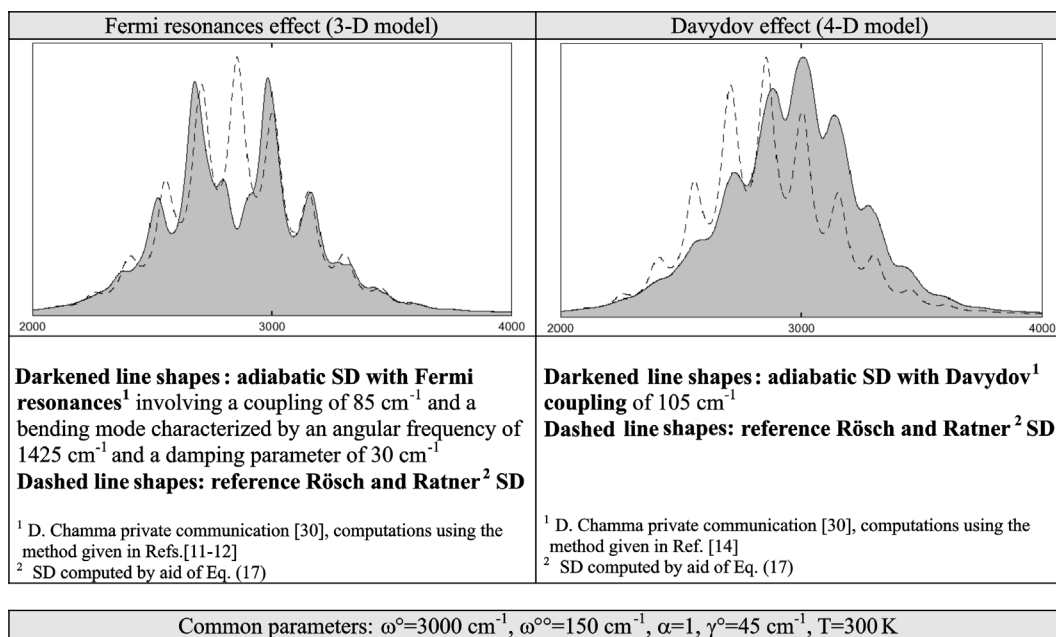 Fermi resonances effect (3-D model)
Davydov effect (4-D model)
2000 3000 4000
2000 3000 4000
Darkened line shapes : adiabatic SD with Fermi
resonances¹ involving a coupling of 85 cm⁻¹ and a
bending mode characterized by an angular frequency of
1425 cm⁻¹ and a damping parameter of 30 cm⁻¹
Dashed line shapes: reference Rösch and Ratner² SD
¹ D. Chamma private communication [30], computations using the
method given in Refs.[11-12]
² SD computed by aid of Eq. (17)
Darkened line shapes: adiabatic SD with Davydov¹
coupling of 105 cm⁻¹
Dashed line shapes: reference Rösch and Ratner² SD
¹ D. Chamma private communication [30], computations using the
method given in Ref. [14]
² SD computed by aid of Eq. (17)
Common parameters: ω°=3000 cm⁻¹, ω°°=150 cm⁻¹, α=1, γ°=45 cm⁻¹, T=300 K